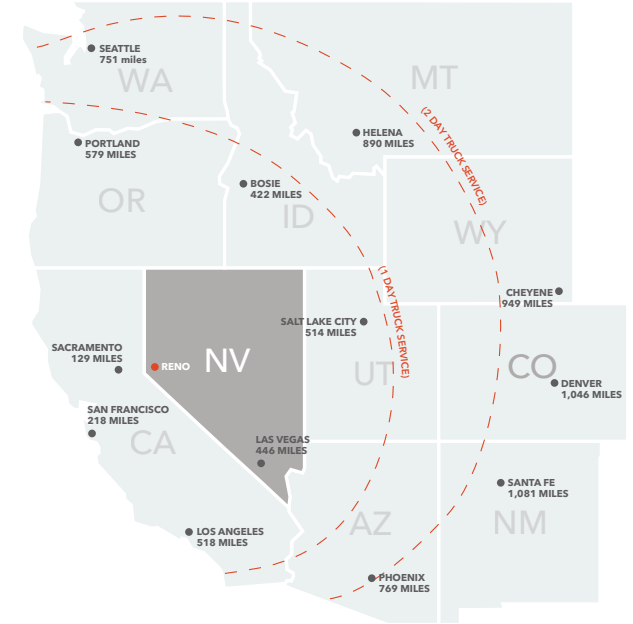 SEATTLE
751 miles
WA
MT
(2 DAY TRUCK SERVICE)
HELENA
890 MILES
PORTLAND
579 MILES
BOSIE
422 MILES
OR
ID
WY
(1 DAY TRUCK SERVICE)
CHEYENE
949 MILES
SALT LAKE CITY
514 MILES
SACRAMENTO
129 MILES
RENO
NV
UT
CO
DENVER
1,046 MILES
SAN FRANCISCO
218 MILES
CA
LAS VEGAS
446 MILES
SANTA FE
1,081 MILES
AZ
NM
LOS ANGELES
518 MILES
PHOENIX
769 MILES